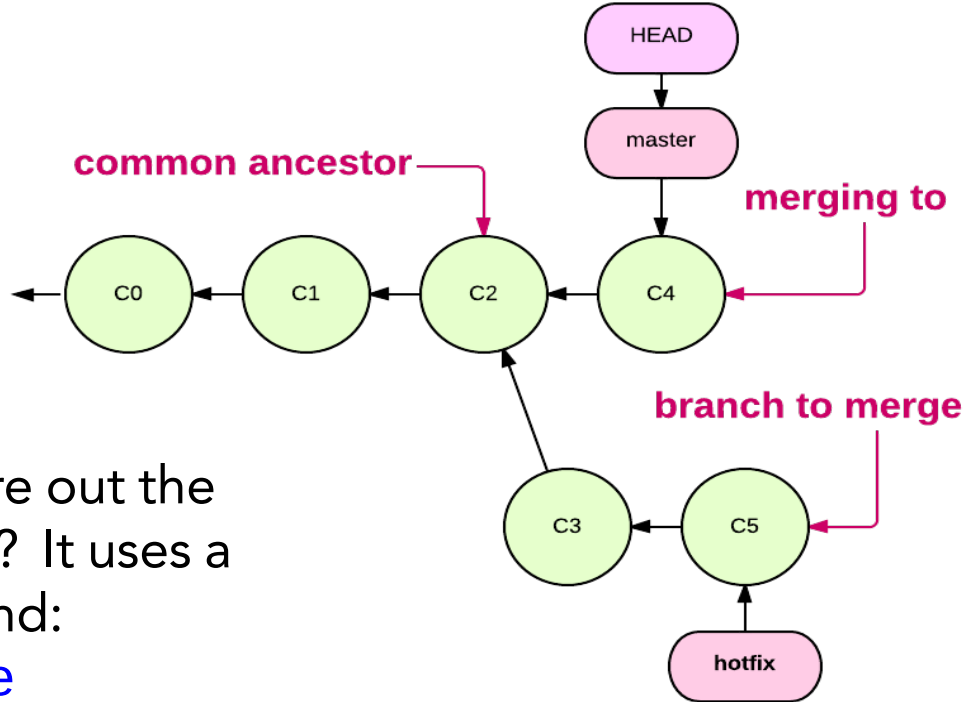 HEAD
master
common ancestor
merging to
C0 C1 C2 C4
branch to merge
re out the
? It uses a
nd:
e
C3 C5
hotfix